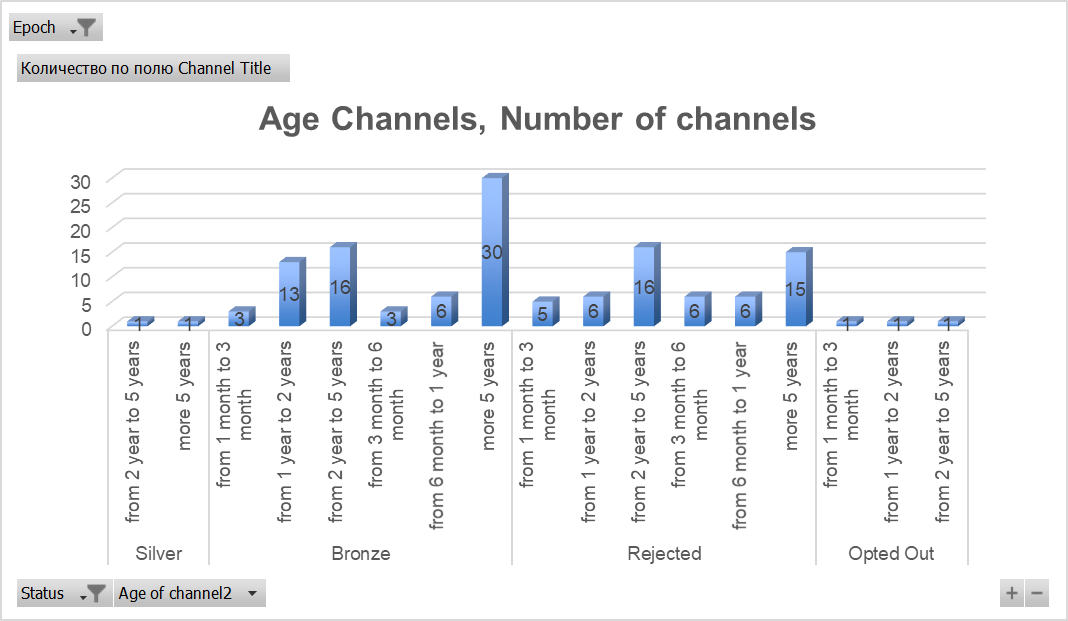 Epoch
Количество по полю Channel Title
Age Channels, Number of channels
30
25
20
15
10
5
0
1
1
3
13
16
3
6
30
5
6
16
6
6
15
1
1
1
from 2 year to 5 years
more 5 years
from 1 month to 3
month
from 1 year to 2 years
from 2 year to 5 years
from 3 month to 6
month
from 6 month to 1 year
more 5 years
from 1 month to 3
month
from 1 year to 2 years
from 2 year to 5 years
from 3 month to 6
month
from 6 month to 1 year
more 5 years
from 1 month to 3
month
from 1 year to 2 years
from 2 year to 5 years
Silver
Bronze
Rejected
Opted Out
Status
Age of channel2
+ −